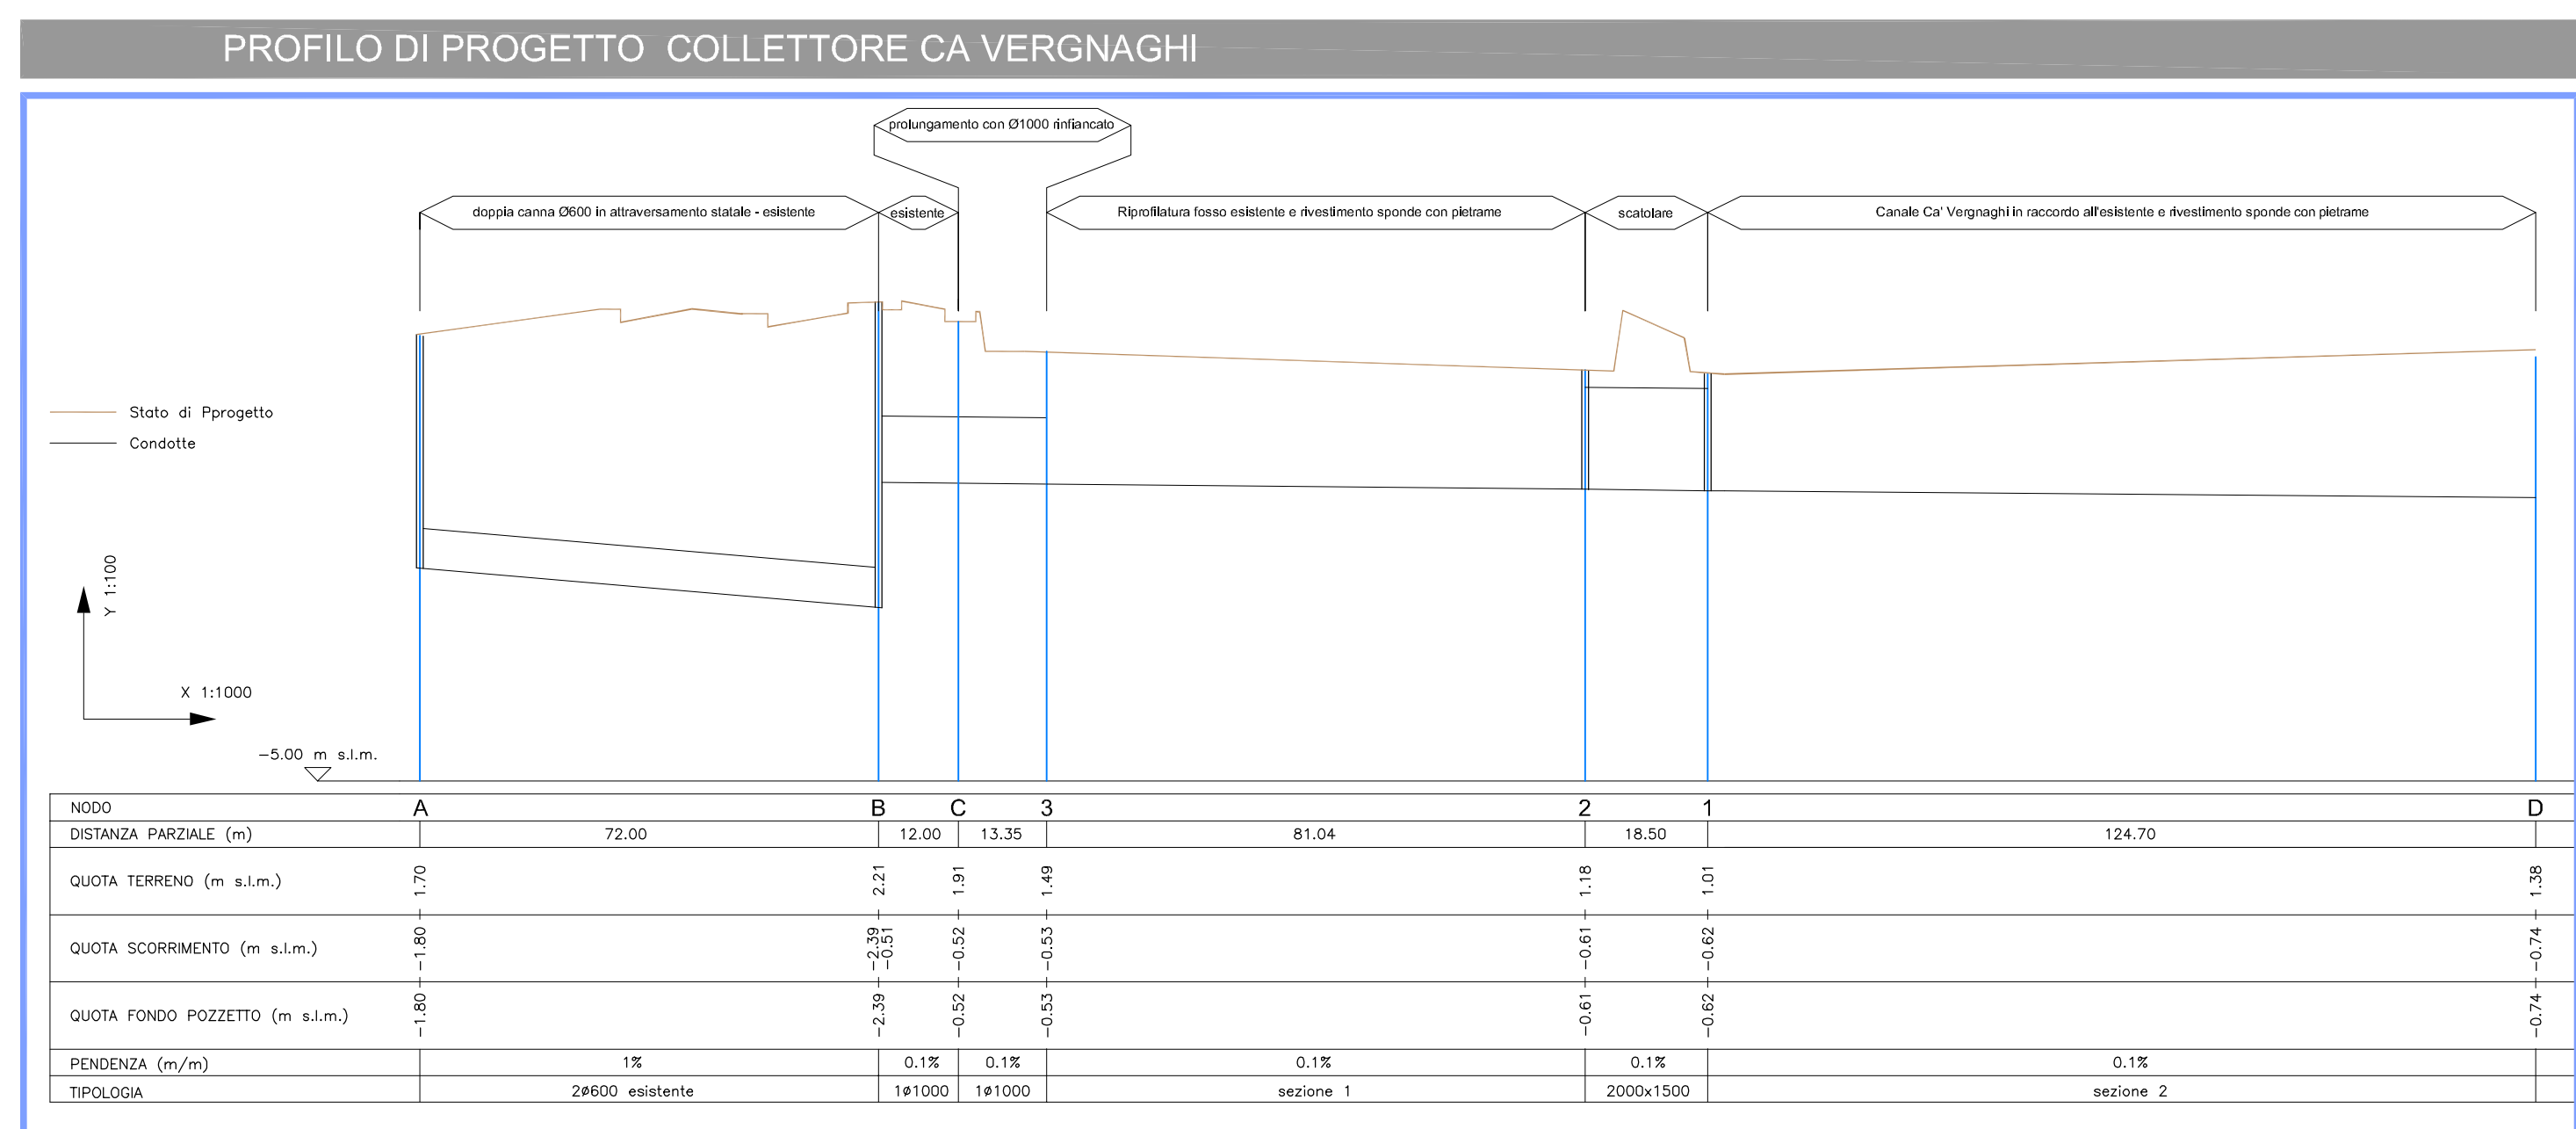 PROFILO DI PROGETTO COLLETTORE CA VERGNAGHI
prolungamento con Ø1000 rinfiancato
doppia canna Ø600 in attraversamento statale - esistente
esistente
Riprofilatura fosso esistente e rivestimento sponde con pietrame
scatolare
Canale Ca' Vergnaghi in raccordo all'esistente e rivestimento sponde con pietrame
Stato di Pprogetto
Condotte
Y 1:100
X 1:1000
-5.00 m s.l.m.
NODO A B C 3 2 1 D
DISTANZA PARZIALE (m) 72.00 12.00 13.35 81.04 18.50 124.70
QUOTA TERRENO (m s.l.m.) 1.70 2.21 1.91 1.49 1.18 1.01 1.38
QUOTA SCORRIMENTO (m s.l.m.) -1.80 -2.39 -0.51 -0.52 -0.53 -0.61 -0.62 -0.74
QUOTA FONDO POZZETTO (m s.l.m.) -1.80 -2.39 -0.52 -0.53 -0.61 -0.62 -0.74
PENDENZA (m/m) 1% 0.1% 0.1% 0.1% 0.1% 0.1%
TIPOLOGIA 2ø600 esistente 1ø1000 1ø1000 sezione 1 2000x1500 sezione 2